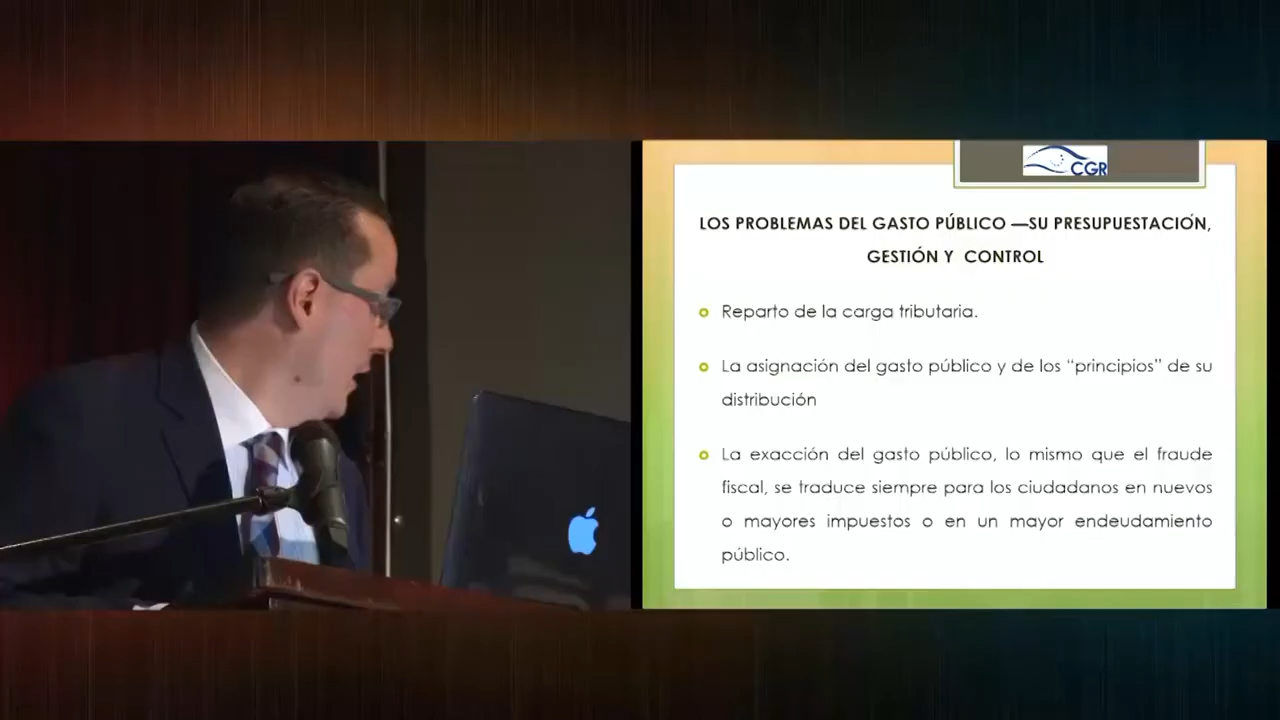 CGR
LOS PROBLEMAS DEL GASTO PÚBLICO —SU PRESUPUESTACIÓN,
GESTIÓN Y CONTROL
Reparto de la carga tributaria.
La asignación del gasto público y de los “principios” de su
distribución
La exacción del gasto público, lo mismo que el fraude
fiscal, se traduce siempre para los ciudadanos en nuevos
o mayores impuestos o en un mayor endeudamiento
público.